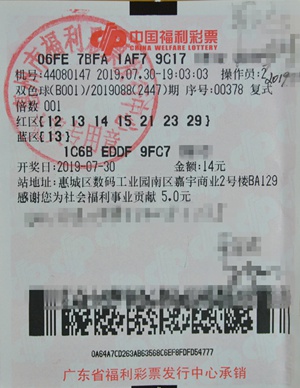 中国福利彩票
CHINA WELFARE LOTTERY
06FE 7BFA 1AF7 9C17
机号:44080147 2019.07.30-19:03:03 操作员:2
双色球(B001)/2019088(2447)期 序号:00378 复式
倍数 001
红区【12 13 14 15 21 23 29】
蓝区【13】
1C6B EDDF 9FC7
开奖日:2019-07-30 金额:14元
站地址:惠城区数码工业园南区嘉宇商业2号楼BA129
感谢您为社会福利事业贡献 5.0元
0A64A7CD263AB63568C6EF8FDFD54777
广东省福利彩票发行中心承销